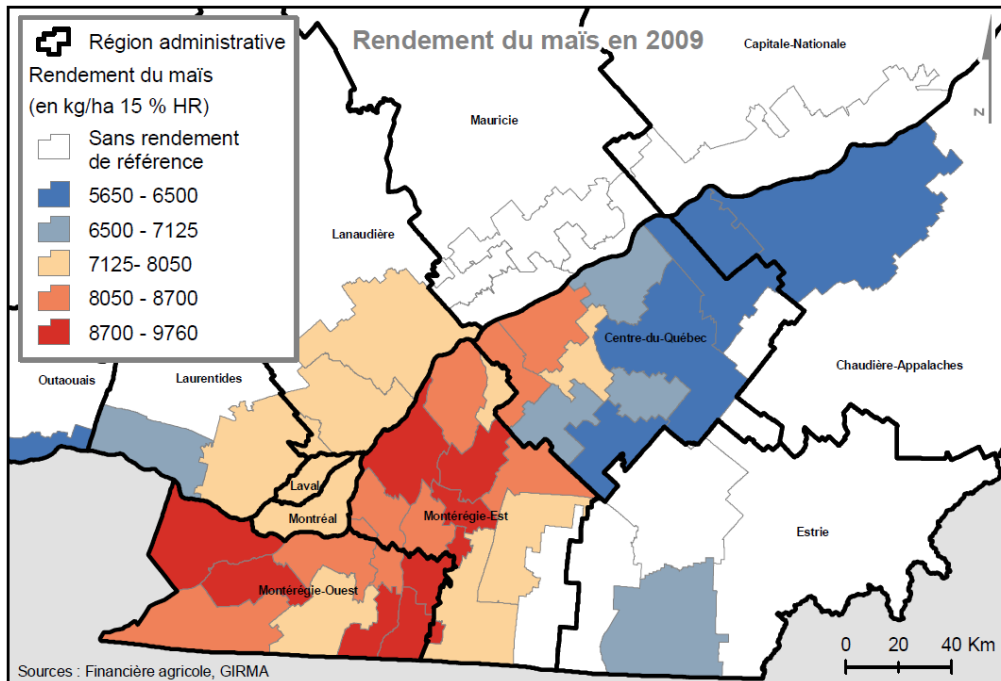 Rendement du maïs en 2009
Région administrative
Rendement du maïs
(en kg/ha 15 % HR)
Sans rendement
de référence
5650 - 6500
6500 - 7125
7125- 8050
8050 - 8700
8700 - 9760
Capitale-Nationale
N
Mauricie
Lanaudière
Centre-du-Québec
Chaudière-Appalaches
Outaouais
Laurentides
Laval
Montréal
Montérégie-Est
Estrie
Montérégie-Ouest
0 20 40 Km
Sources : Financière agricole, GIRMA